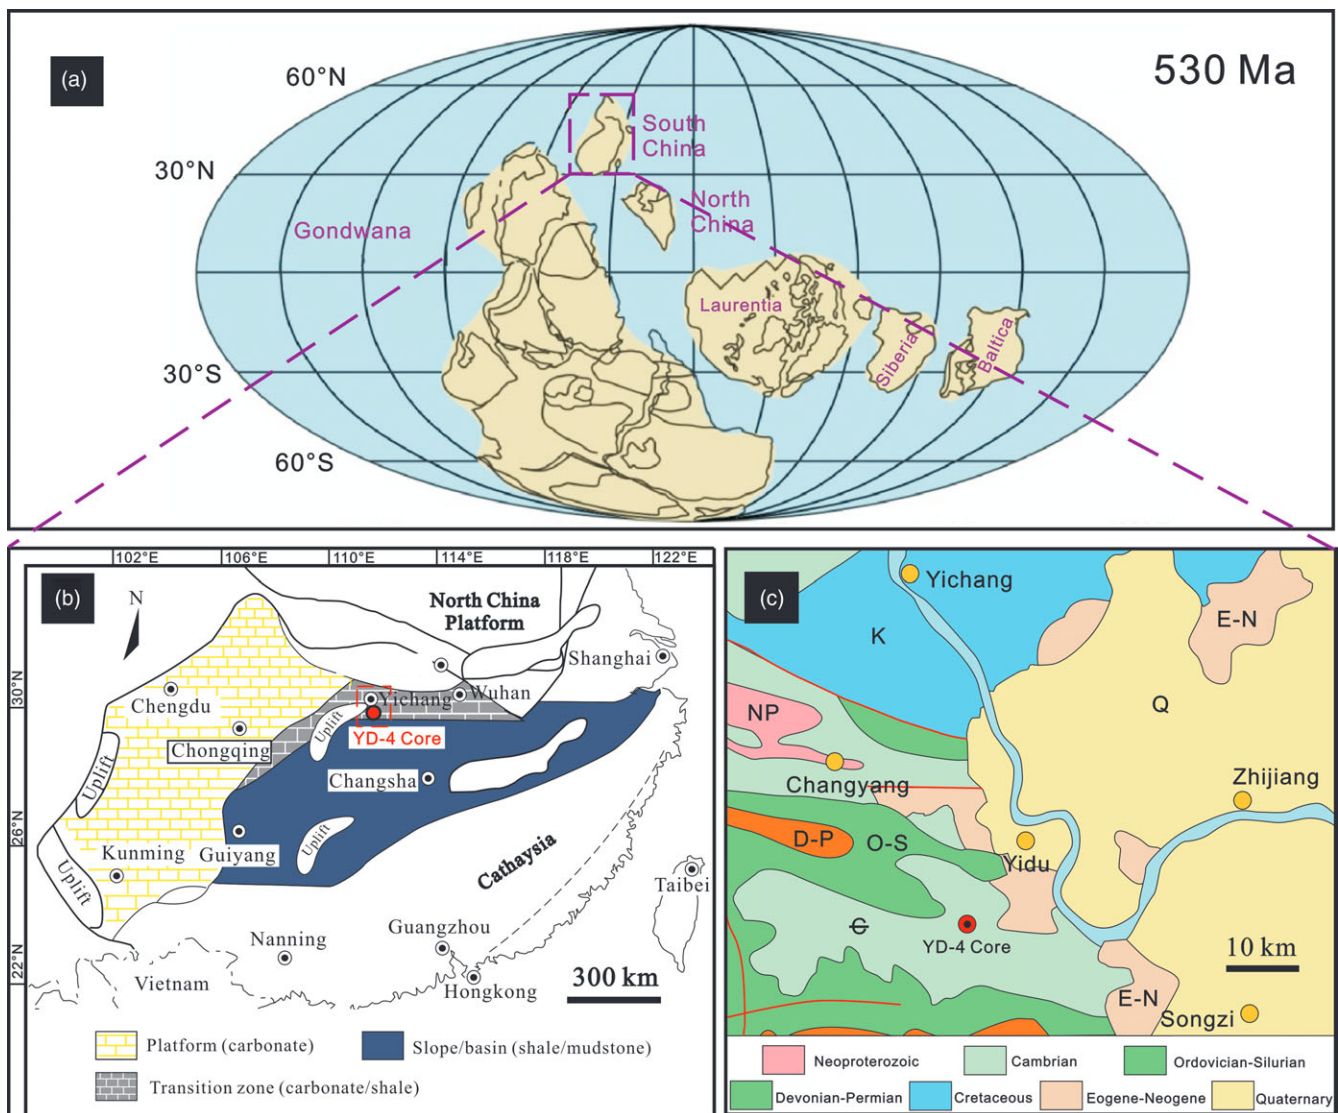 (a)
530 Ma
60°N
South
China
30°N
North
China
Gondwana
Laurentia
Siberia
Baltica
30°S
60°S
(b)
102°E
106°E
110°E
114°E
118°E
122°E
N
North China
Platform
Shanghai
30°N
Chengdu
Yichang
Wuhan
Uplift
YD-4 Core
Chongqing
Uplift
Changsha
26°N
Kunming
Guiyang
Uplift
Uplift
Cathaysia
Taibei
Guangzhou
Nanning
22°N
Vietnam
Hongkong
300 km
Platform (carbonate)
Slope/basin (shale/mudstone)
Transition zone (carbonate/shale)
(c)
Yichang
E-N
K
Q
NP
Changyang
Zhijiang
D-P
O-S
Yidu
Ꞓ
YD-4 Core
10 km
E-N
Songzi
Neoproterozoic
Cambrian
Ordovician-Silurian
Devonian-Permian
Cretaceous
Eogene-Neogene
Quaternary